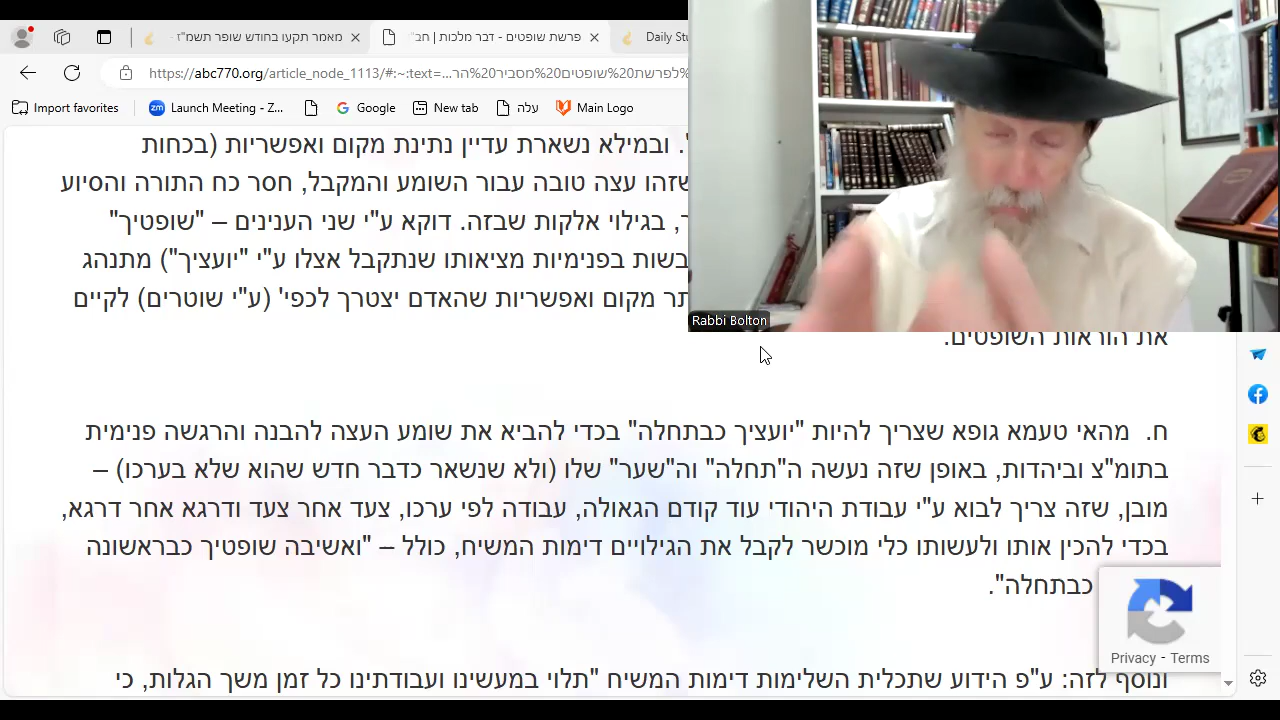 מאמר תקעו בחודש שופר תשמ"ז -
פרשת שופטים - דבר מלכות | חב"
Daily Stu
https://abc770.org/article_node_1113/#:~:text=...לפרשת%20שופטים%20מסביר%20הר%
Import favorites
Launch Meeting - Z...
Google
New tab
עלה
Main Logo
ובמילא נשארת עדיין נתינת מקום ואפשריות (בכחות
שזהו עצה טובה עבור השומע והמקבל, חסר כח התורה והסיוע
בגילוי אלקות שבזה. דוקא ע"י שני הענינים – "שופטיך"
בפנימיות מציאותו שנתקבל אצלו ע"י "יועציך") מתנהג
מקום ואפשריות שהאדם יצטרך לכפי' (ע"י שוטרים) לקיים
את הוראות השופטים.
Rabbi Bolton
ח. מהאי טעמא גופא שצריך להיות "יועציך כבתחלה" בכדי להביא את שומע העצה להבנה והרגשה פנימית
בתומ"צ וביהדות, באופן שזה נעשה ה"תחלה" וה"שער" שלו (ולא שנשאר כדבר חדש שהוא שלא בערכו) –
מובן, שזה צריך לבוא ע"י עבודת היהודי עוד קודם הגאולה, עבודה לפי ערכו, צעד אחר צעד ודרגא אחר דרגא,
בכדי להכין אותו ולעשותו כלי מוכשר לקבל את הגילויים דימות המשיח, כולל – "ואשיבה שופטיך כבראשונה
כבתחלה".
Privacy - Terms
ונוסף לזה: ע"פ הידוע שתכלית השלימות דימות המשיח "תלוי במעשינו ועבודתינו כל זמן משך הגלות, כי